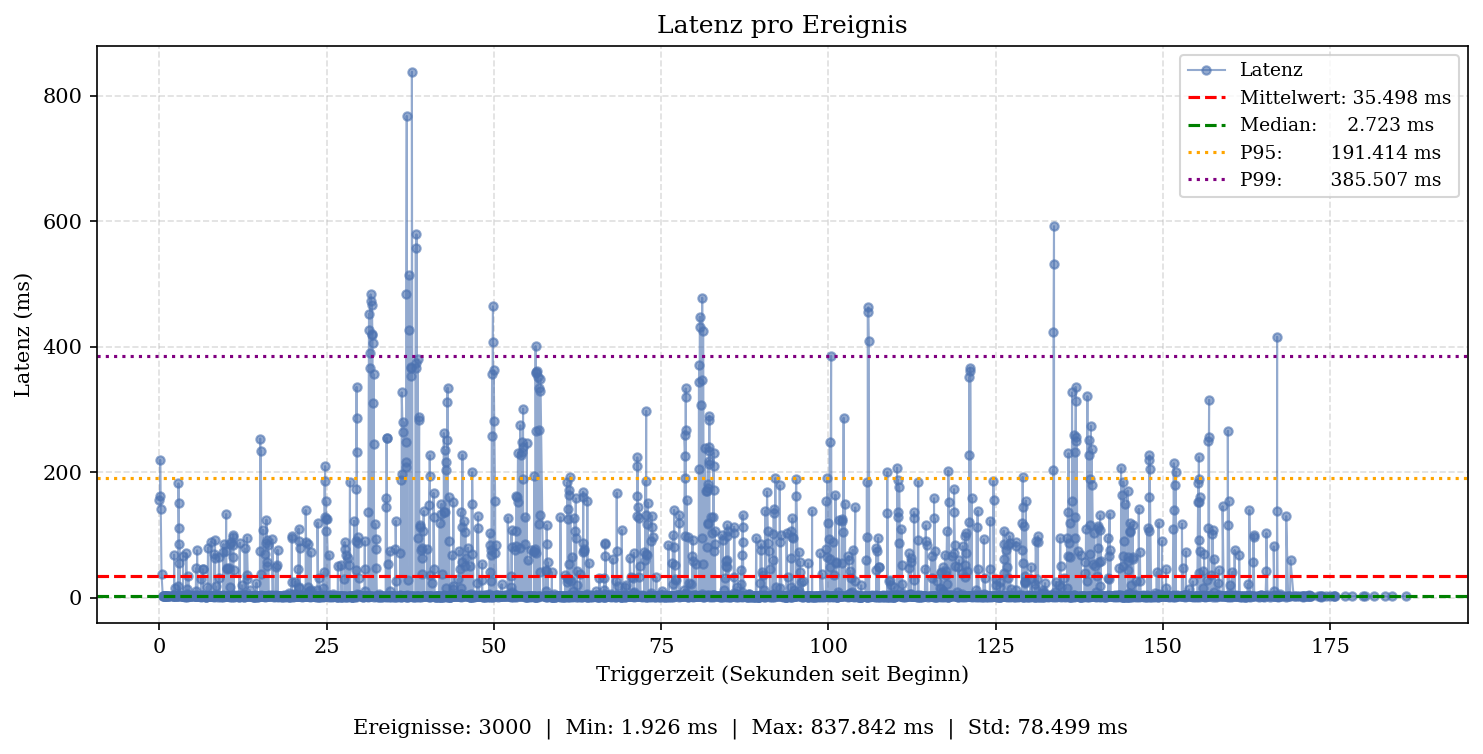 Latenz pro Ereignis
Latenz
Mittelwert: 35.498 ms
Median: 2.723 ms
P95: 191.414 ms
P99: 385.507 ms
Latenz (ms)
800
600
400
200
0
0 25 50 75 100 125 150 175
Triggerzeit (Sekunden seit Beginn)
Ereignisse: 3000 | Min: 1.926 ms | Max: 837.842 ms | Std: 78.499 ms